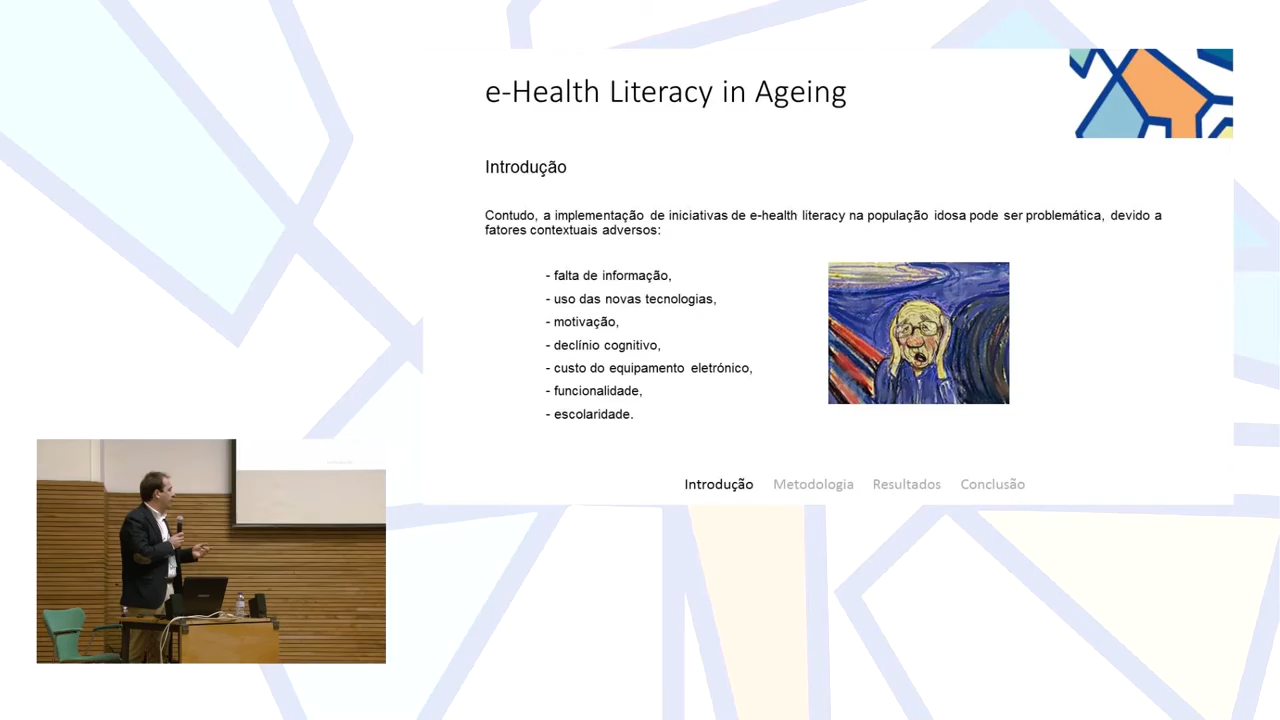 e-Health Literacy in Ageing
Introdução
Contudo, a implementação de iniciativas de e-health literacy na população idosa pode ser problemática, devido a
fatores contextuais adversos:
- falta de informação,
- uso das novas tecnologias,
- motivação,
- declínio cognitivo,
- custo do equipamento eletrónico,
- funcionalidade,
- escolaridade.
Introdução Metodologia Resultados Conclusão